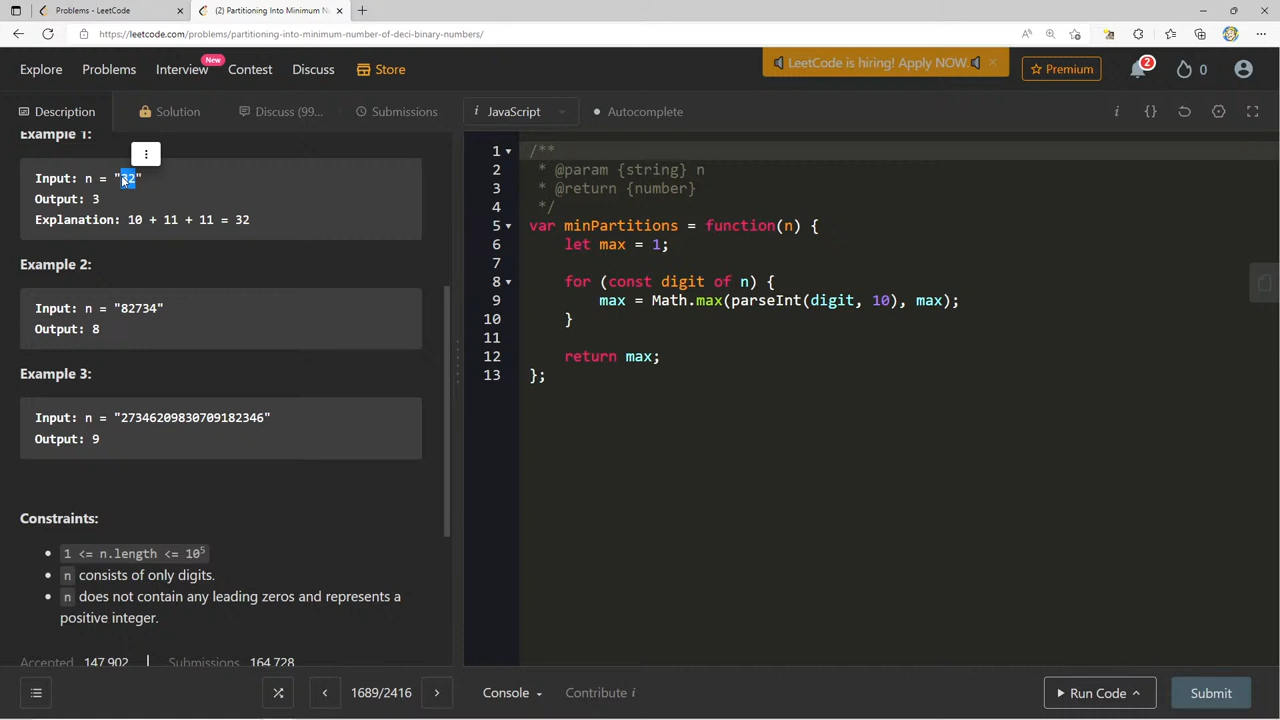 Problems - LeetCode
(2) Partitioning Into Minimum N
https://leetcode.com/problems/partitioning-into-minimum-number-of-deci-binary-numbers/
Explore
Problems
Interview
New
Contest
Discuss
Store
LeetCode is hiring! Apply NOW.
Premium
2
0
Description
Solution
Discuss (99...
Submissions
i
JavaScript
Autocomplete
i
{}
Example 1:
Input: n = "32"
Output: 3
Explanation: 10 + 11 + 11 = 32
Example 2:
Input: n = "82734"
Output: 8
Example 3:
Input: n = "27346209830709182346"
Output: 9
Constraints:
1 <= n.length <= 10⁵
n consists of only digits.
n does not contain any leading zeros and represents a
positive integer.
Accepted 147,902 | Submissions 164,728
1 /**
2 * @param {string} n
3 * @return {number}
4 */
5 var minPartitions = function(n) {
6 let max = 1;
7
8 for (const digit of n) {
9 max = Math.max(parseInt(digit, 10), max);
10 }
11
12 return max;
13 };
1689/2416
Console
Contribute i
Run Code
Submit